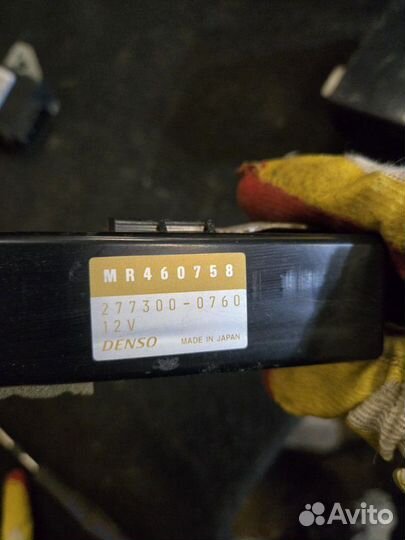 MR460758
277300-0760
12V
DENSO MADE IN JAPAN
Avito